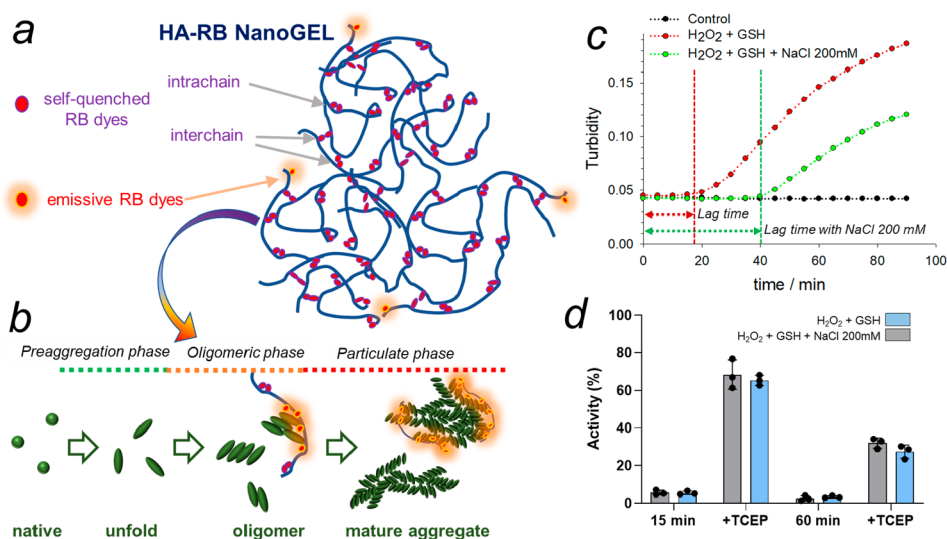 a
HA-RB NanoGEL
intrachain
self-quenched
RB dyes
interchain
emissive RB dyes
b
Preaggregation phase
Oligomeric phase
Particulate phase
native
unfold
oligomer
mature aggregate
c
Control
H₂O₂ + GSH
H₂O₂ + GSH + NaCl 200mM
Turbidity
0.15
0.10
0.05
0.00
Lag time
Lag time with NaCl 200 mM
0
20
40
60
80
100
time / min
d
H₂O₂ + GSH
H₂O₂ + GSH + NaCl 200mM
Activity (%)
100
80
60
40
20
0
15 min
+TCEP
60 min
+TCEP